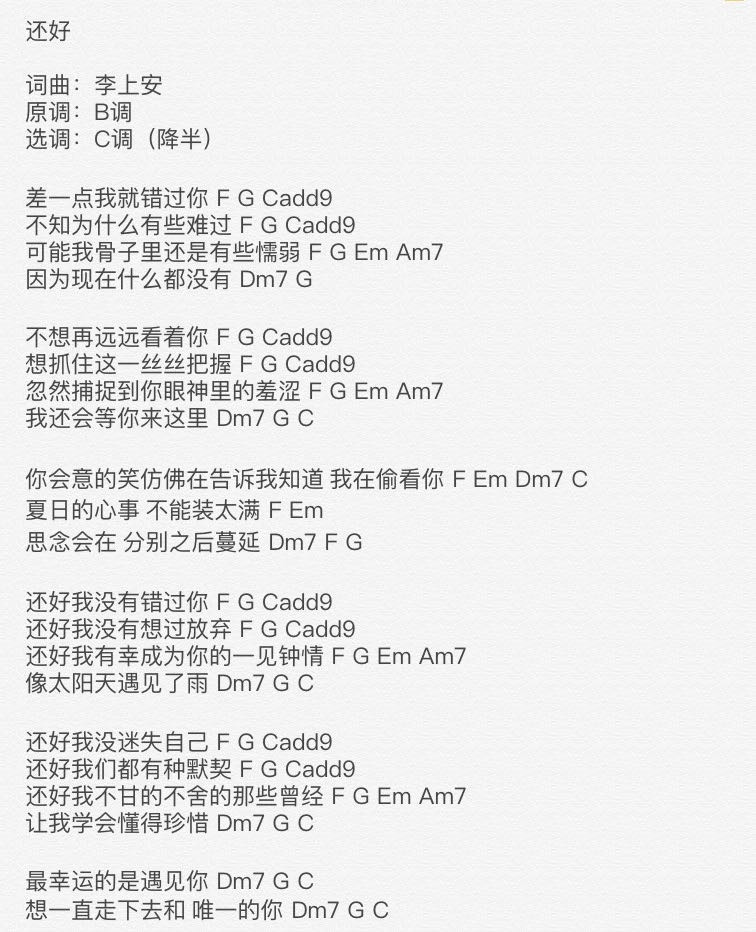 还好
词曲：李上安
原调：B调
选调：C调（降半）
差一点我就错过你 F G Cadd9
不知为什么有些难过 F G Cadd9
可能我骨子里还是有些懦弱 F G Em Am7
因为现在什么都没有 Dm7 G
不想再远远看着你 F G Cadd9
想抓住这一丝丝把握 F G Cadd9
忽然捕捉到你眼神里的羞涩 F G Em Am7
我还会等你来这里 Dm7 G C
你会意的笑仿佛在告诉我知道 我在偷看你 F Em Dm7 C
夏日的心事 不能装太满 F Em
思念会在 分别之后蔓延 Dm7 F G
还好我没有错过你 F G Cadd9
还好我没有想过放弃 F G Cadd9
还好我有幸成为你的一见钟情 F G Em Am7
像太阳天遇见了雨 Dm7 G C
还好我没迷失自己 F G Cadd9
还好我们都有种默契 F G Cadd9
还好我不甘的不舍的那些曾经 F G Em Am7
让我学会懂得珍惜 Dm7 G C
最幸运的是遇见你 Dm7 G C
想一直走下去和 唯一的你 Dm7 G C